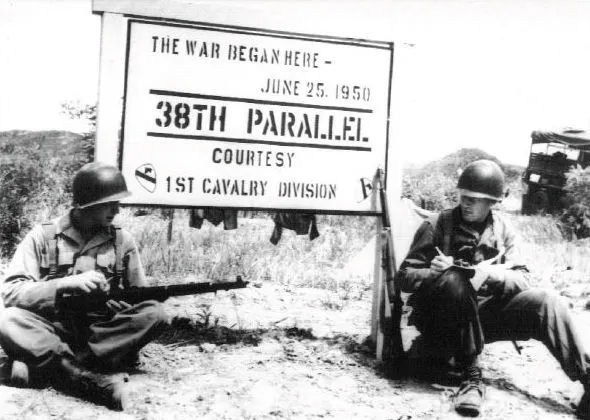 THE WAR BEGAN HERE –
JUNE 25, 1950
38TH PARALLEL
COURTESY
1ST CAVALRY DIVISION